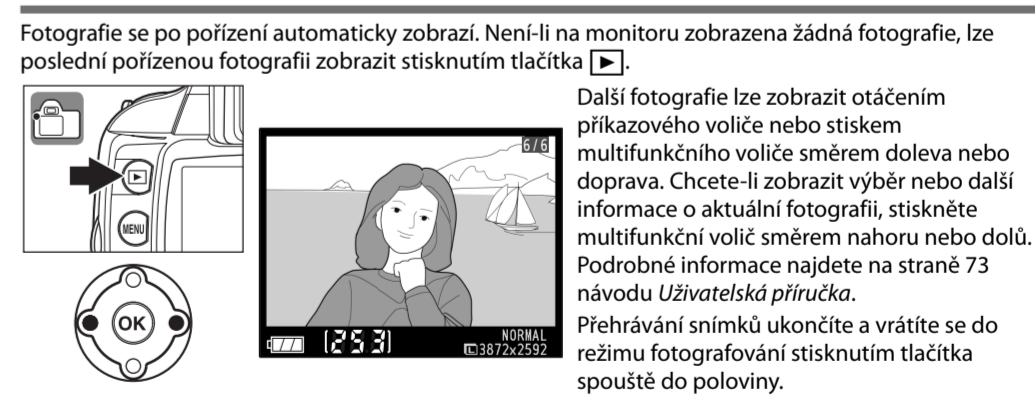 Fotografie se po pořízení automaticky zobrazí. Není-li na monitoru zobrazena žádná fotografie, lze
poslední pořízenou fotografii zobrazit stisknutím tlačítka ▶.
MENU
OK
6/6
[253]
NORMAL
L 3872x2592
Další fotografie lze zobrazit otáčením
příkazového voliče nebo stiskem
multifunkčního voliče směrem doleva nebo
doprava. Chcete-li zobrazit výběr nebo další
informace o aktuální fotografii, stiskněte
multifunkční volič směrem nahoru nebo dolů.
Podrobné informace najdete na straně 73
návodu Uživatelská příručka.
Přehrávání snímků ukončíte a vrátíte se do
režimu fotografování stisknutím tlačítka
spouště do poloviny.